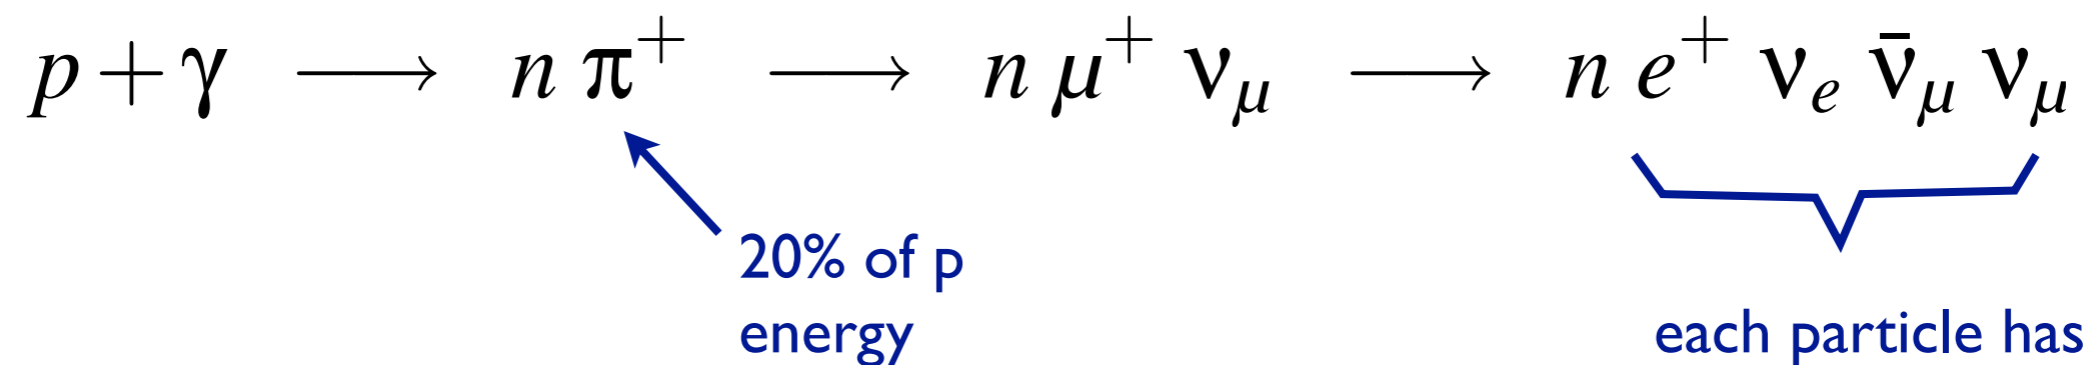 p + γ ⟶ n π⁺ ⟶ n μ⁺ ν_μ ⟶ n e⁺ ν_e ν̄_μ ν_μ
20% of p
energy
each particle has